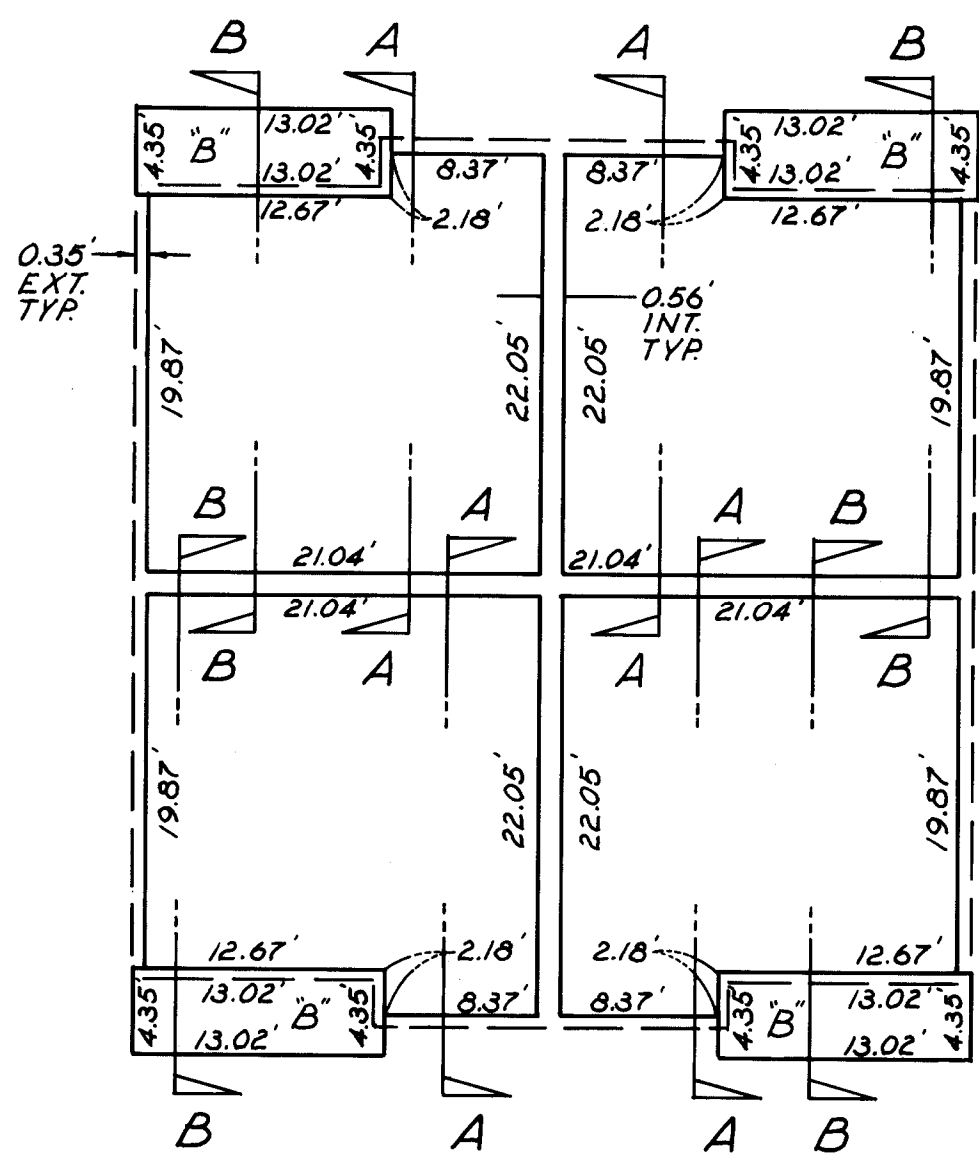 B A A B
13.02' 13.02'
4.35' "B" 4.35' 4.35' "B" 4.35'
13.02' 8.37' 8.37' 13.02'
12.67' 2.18' 2.18' 12.67'
0.35'
EXT.
TYP.
0.56'
INT.
TYP.
19.87' 22.05' 22.05' 19.87'
B A A B
21.04' 21.04'
21.04' 21.04'
B A A B
19.87' 22.05' 22.05' 19.87'
12.67' 2.18' 2.18' 12.67'
4.35' 13.02' "B" 4.35' 8.37' 8.37' 4.35' "B" 13.02' 4.35'
13.02' 13.02'
B A A B